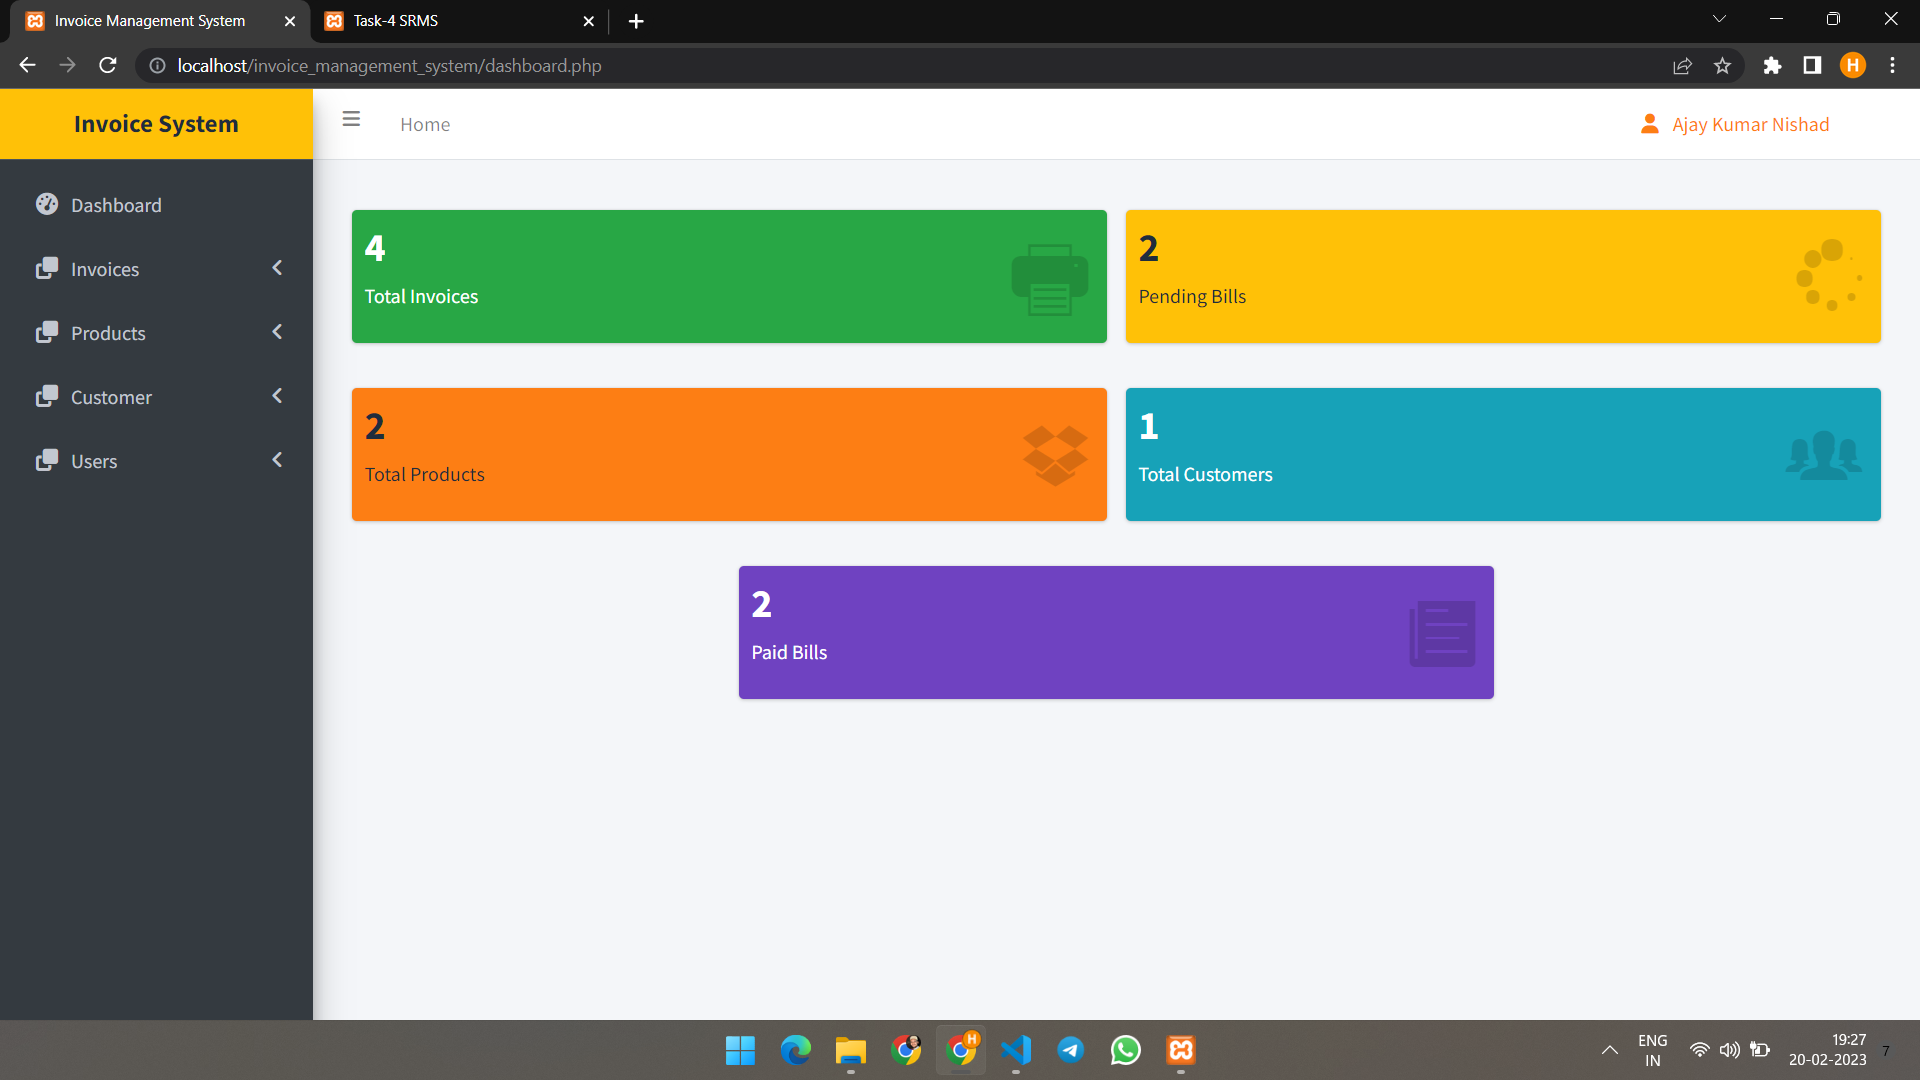 Invoice Management System
Task-4 SRMS
localhost/invoice_management_system/dashboard.php
H
Invoice System
Home
Ajay Kumar Nishad
Dashboard
Invoices
Products
Customer
Users
4
Total Invoices
2
Pending Bills
2
Total Products
1
Total Customers
2
Paid Bills
H
ENG
IN
19:27
20-02-2023
7